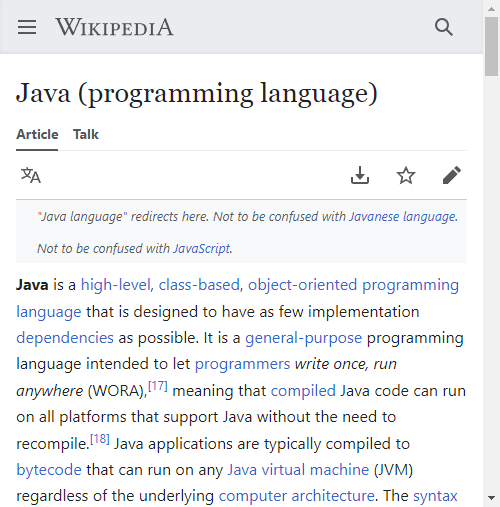 WIKIPEDIA
Java (programming language)
Article Talk
"Java language" redirects here. Not to be confused with Javanese language.
Not to be confused with JavaScript.
Java is a high-level, class-based, object-oriented programming
language that is designed to have as few implementation
dependencies as possible. It is a general-purpose programming
language intended to let programmers write once, run
anywhere (WORA),[17] meaning that compiled Java code can run
on all platforms that support Java without the need to
recompile.[18] Java applications are typically compiled to
bytecode that can run on any Java virtual machine (JVM)
regardless of the underlying computer architecture. The syntax